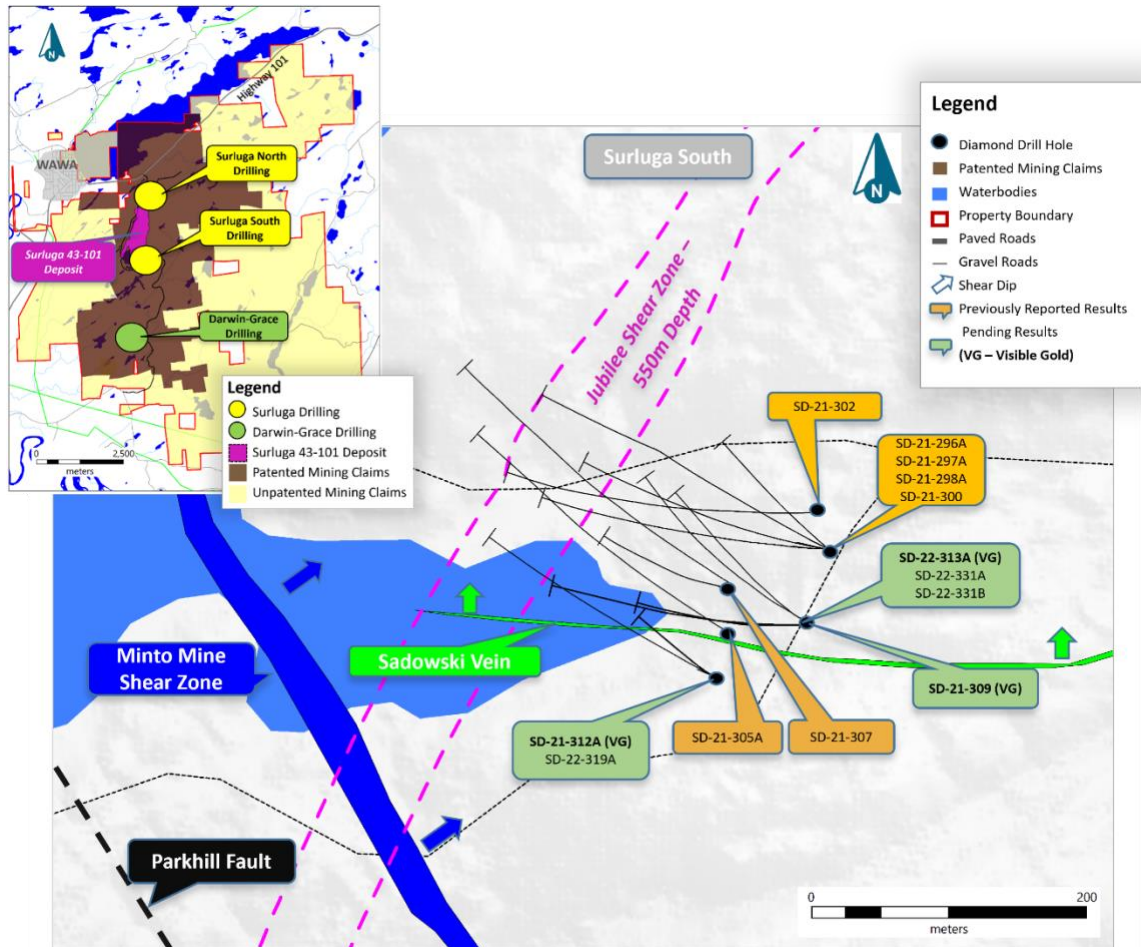 N
Highway 101
WAWA
Surluga North
Drilling
Surluga South
Drilling
Surluga 43-101
Deposit
Darwin-Grace
Drilling
Legend
Surluga Drilling
Darwin-Grace Drilling
Surluga 43-101 Deposit
Patented Mining Claims
Unpatented Mining Claims
0 2,500
meters
Surluga South
N
Legend
Diamond Drill Hole
Patented Mining Claims
Waterbodies
Property Boundary
Paved Roads
Gravel Roads
Shear Dip
Previously Reported Results
Pending Results
(VG – Visible Gold)
Jubilee Shear Zone –
550m Depth
SD-21-302
SD-21-296A
SD-21-297A
SD-21-298A
SD-21-300
SD-22-313A (VG)
SD-22-331A
SD-22-331B
Minto Mine
Shear Zone
Sadowski Vein
SD-21-309 (VG)
SD-21-312A (VG)
SD-22-319A
SD-21-305A
SD-21-307
Parkhill Fault
0 200
meters